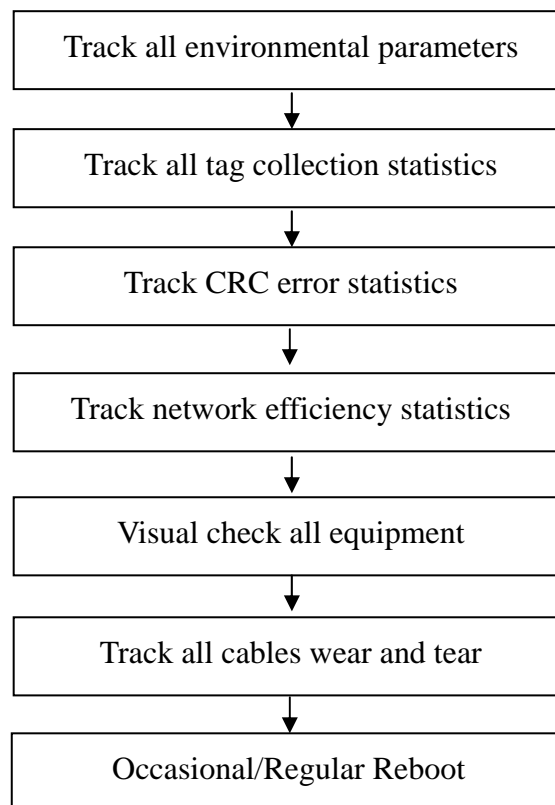 Track all environmental parameters
Track all tag collection statistics
Track CRC error statistics
Track network efficiency statistics
Visual check all equipment
Track all cables wear and tear
Occasional/Regular Reboot